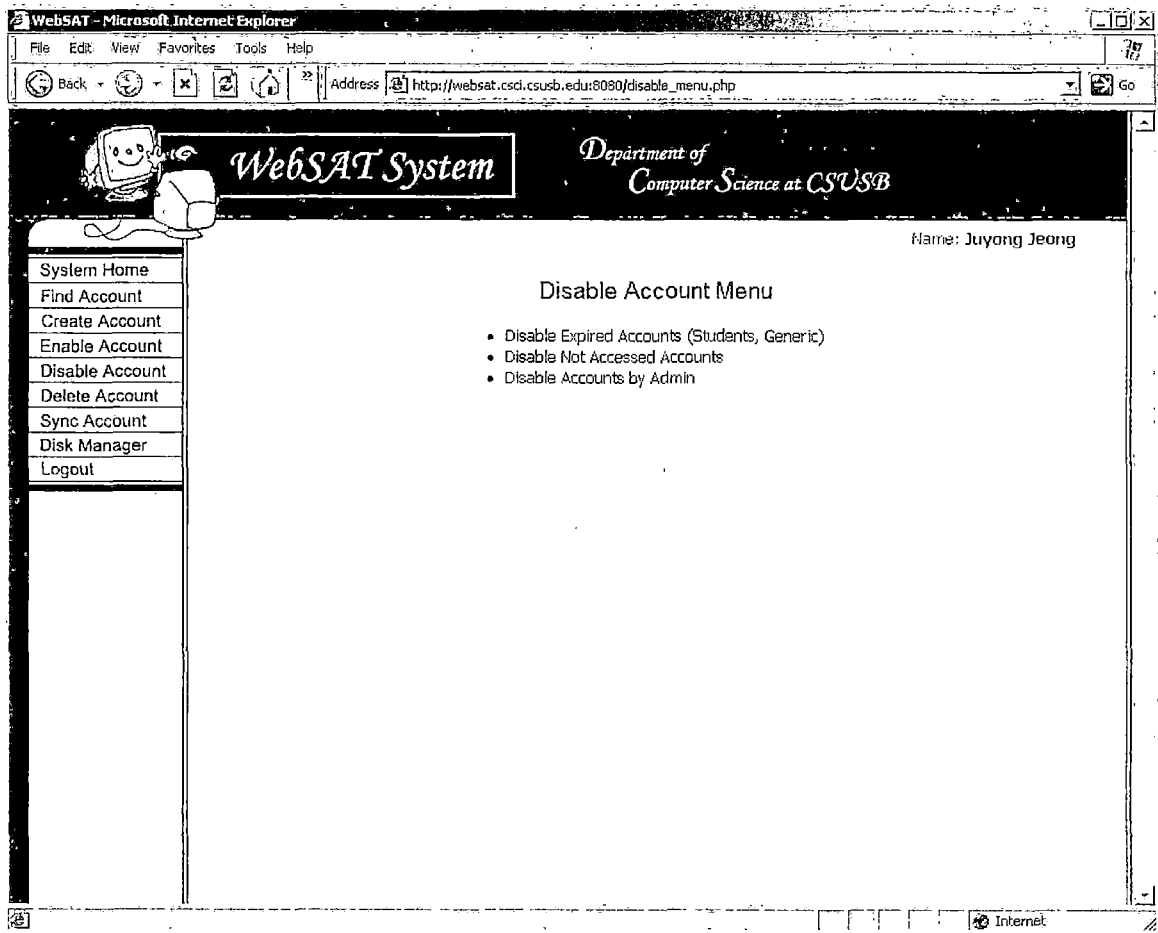 WebSAT - Microsoft Internet Explorer
File Edit View Favorites Tools Help
Back Address http://websat.csci.csusb.edu:8080/disable_menu.php Go
WebSAT System
Department of
Computer Science at CSUSB
Name: Juyong Jeong
System Home
Find Account
Create Account
Enable Account
Disable Account
Delete Account
Sync Account
Disk Manager
Logout
Disable Account Menu
• Disable Expired Accounts (Students, Generic)
• Disable Not Accessed Accounts
• Disable Accounts by Admin
Internet